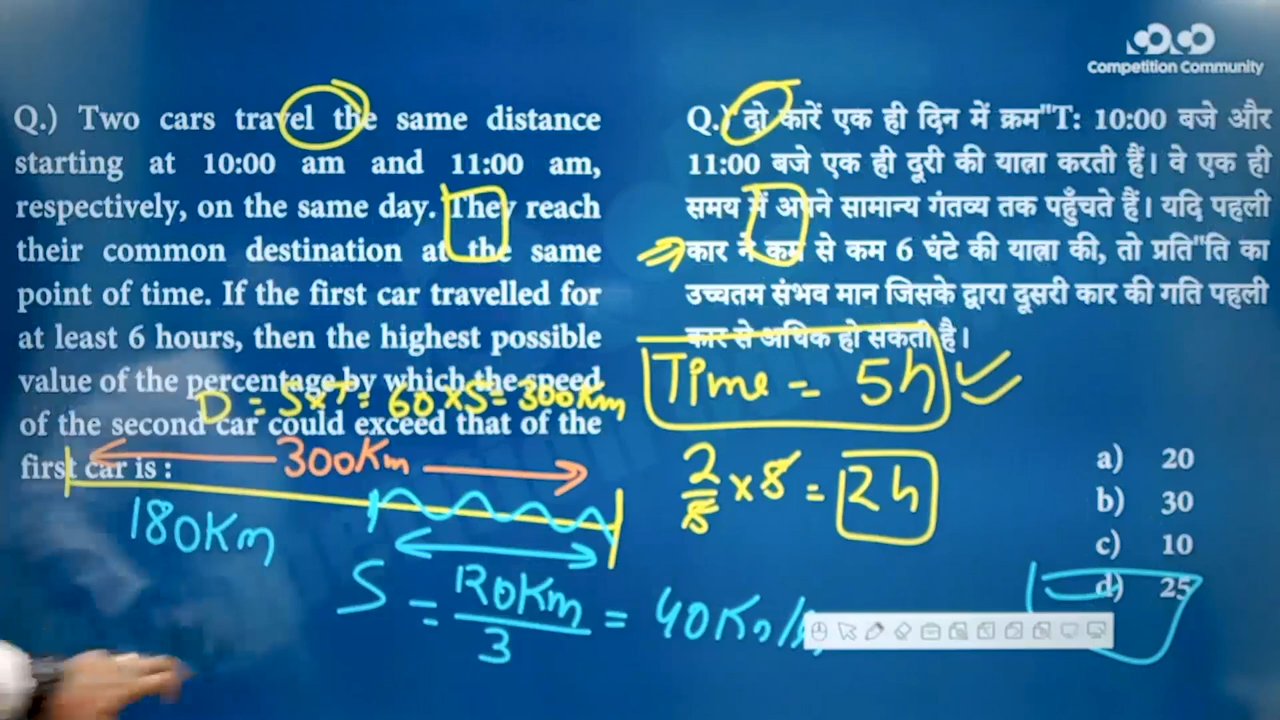 Competition Community
Q.) Two cars travel the same distance
starting at 10:00 am and 11:00 am,
respectively, on the same day. They reach
their common destination at the same
point of time. If the first car travelled for
at least 6 hours, then the highest possible
value of the percentage by which the speed
of the second car could exceed that of the
first car is :
Q.) दो कारें एक ही दिन में क्रम"T: 10:00 बजे और
11:00 बजे एक ही दूरी की यात्रा करती हैं। वे एक ही
समय में अपने सामान्य गंतव्य तक पहुँचते हैं। यदि पहली
कार ने कम से कम 6 घंटे की यात्रा की, तो प्रति"ति का
उच्चतम संभव मान जिसके द्वारा दूसरी कार की गति पहली
कार से अधिक हो सकती है।
a) 20
b) 30
c) 10
d) 25
Time = 5h
D = S×T = 60×5= 300Km
300Km
180Km
2/5 × 5 = 2h
S = 120Km/3 = 40Km/h